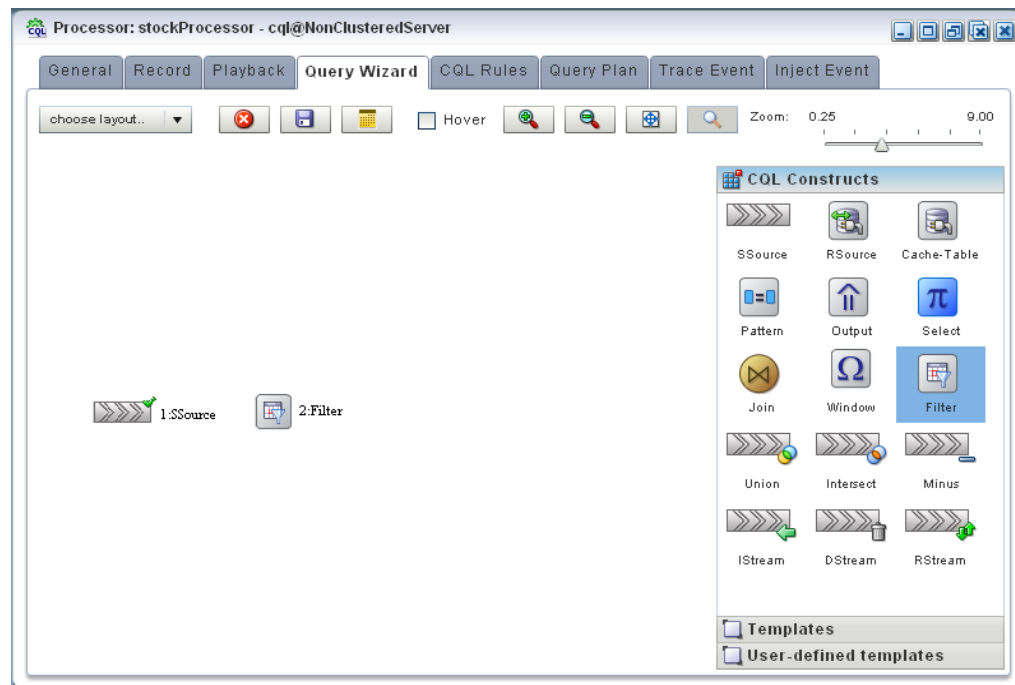 CQL Processor: stockProcessor - cql@NonClusteredServer
General Record Playback Query Wizard CQL Rules Query Plan Trace Event Inject Event
choose layout.. Hover Zoom: 0.25 9.00
CQL Constructs
SSource RSource Cache-Table
Pattern Output Select
Join Window Filter
1:SSource 2:Filter
Union Intersect Minus
IStream DStream RStream
Templates
User-defined templates